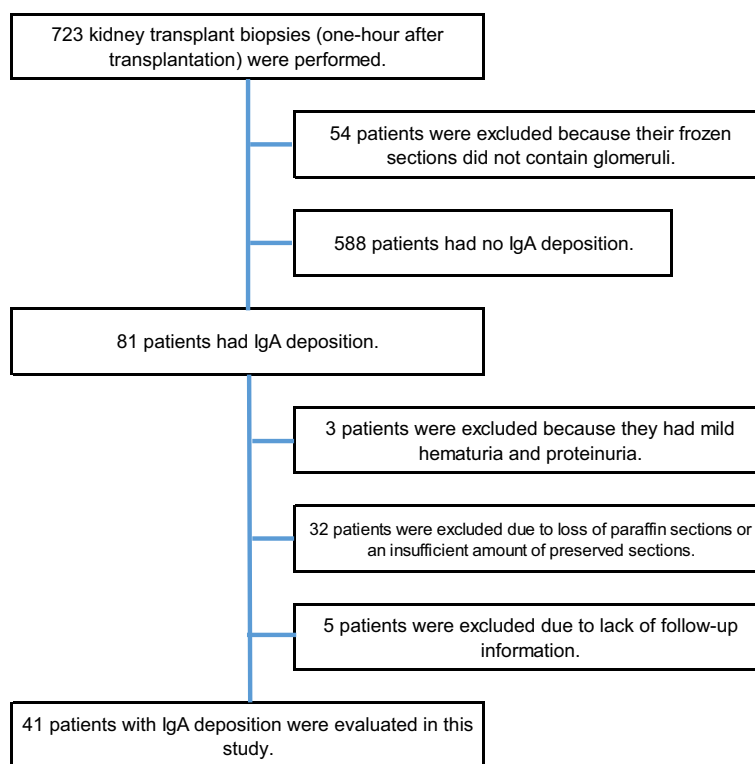 723 kidney transplant biopsies (one-hour after
transplantation) were performed.
54 patients were excluded because their frozen
sections did not contain glomeruli.
588 patients had no IgA deposition.
81 patients had IgA deposition.
3 patients were excluded because they had mild
hematuria and proteinuria.
32 patients were excluded due to loss of paraffin sections or
an insufficient amount of preserved sections.
5 patients were excluded due to lack of follow-up
information.
41 patients with IgA deposition were evaluated in this
study.